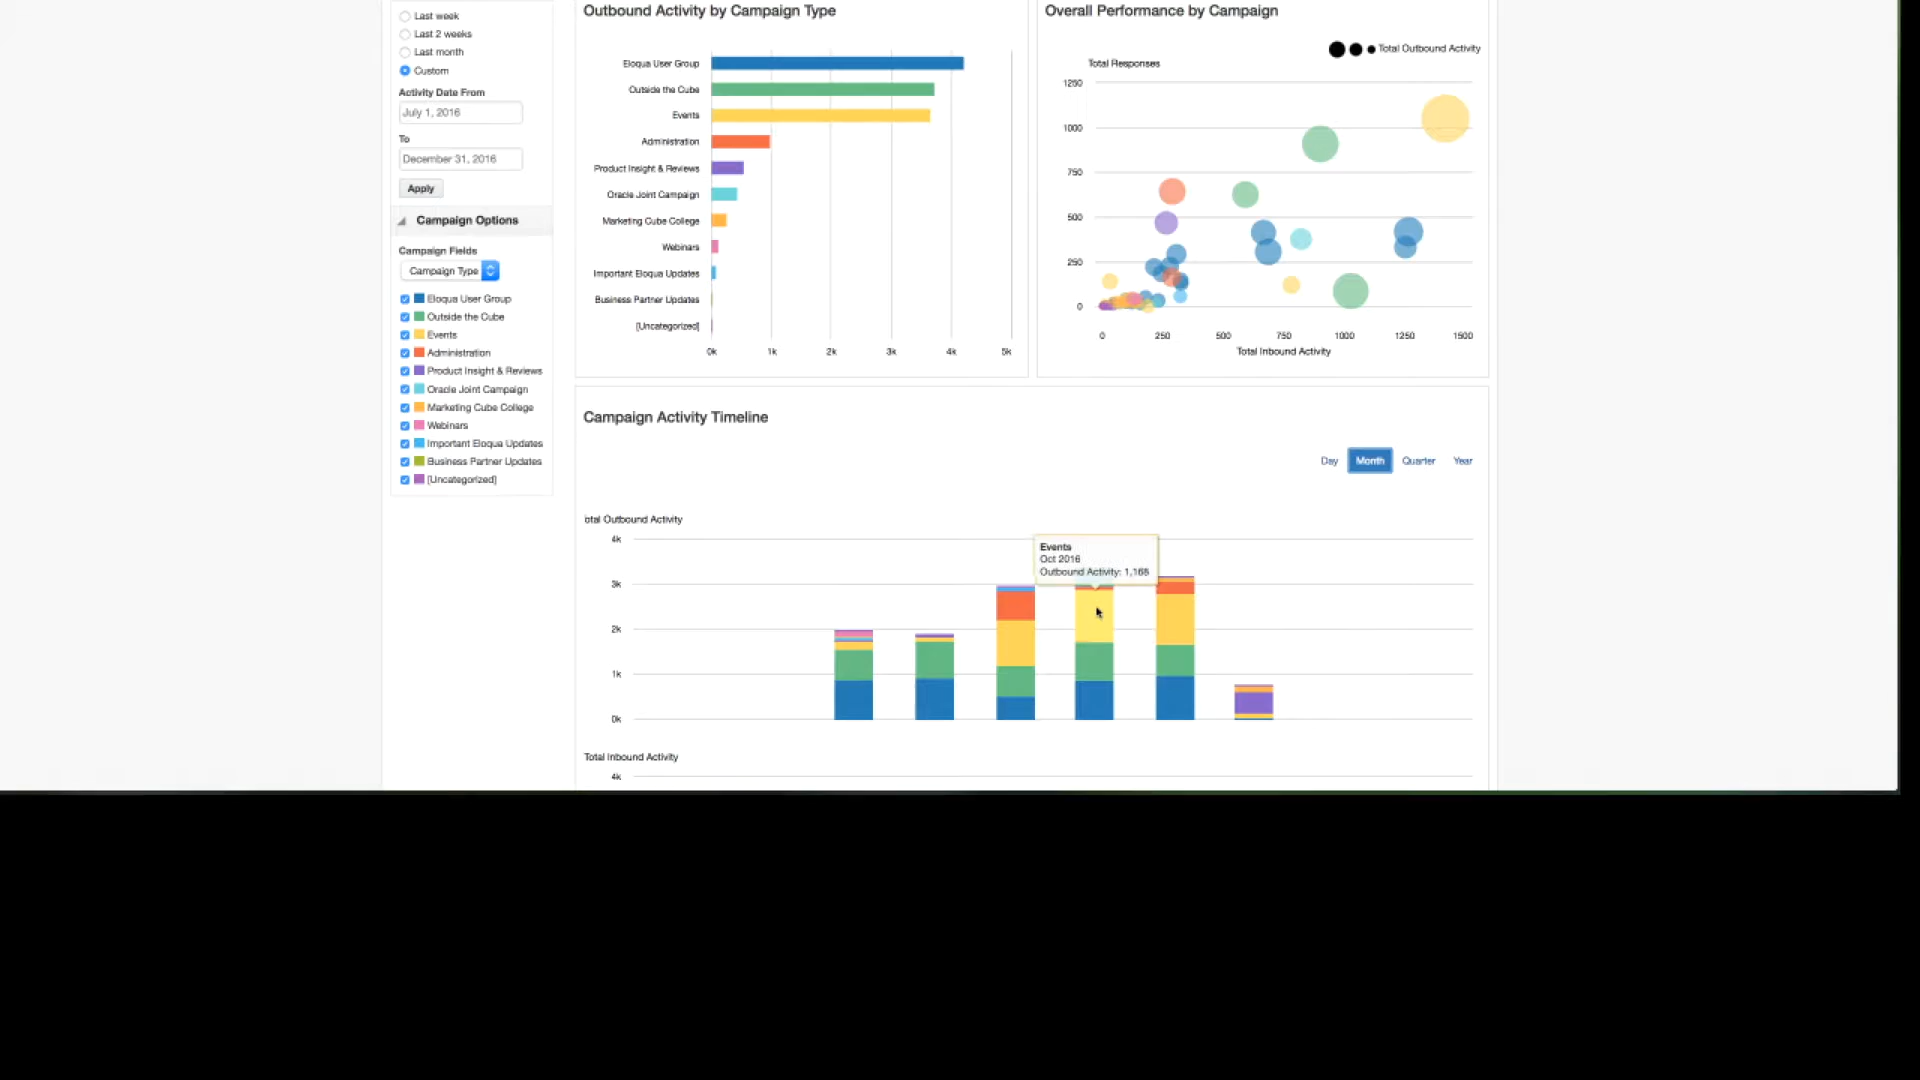 Last week
Last 2 weeks
Last month
Custom
Activity Date From
July 1, 2016
To
December 31, 2016
Apply
Campaign Options
Campaign Fields
Campaign Type
Eloqua User Group
Outside the Cube
Events
Administration
Product Insight & Reviews
Oracle Joint Campaign
Marketing Cube College
Webinars
Important Eloqua Updates
Business Partner Updates
[Uncategorized]
Outbound Activity by Campaign Type
Eloqua User Group
Outside the Cube
Events
Administration
Product Insight & Reviews
Oracle Joint Campaign
Marketing Cube College
Webinars
Important Eloqua Updates
Business Partner Updates
[Uncategorized]
0k 1k 2k 3k 4k 5k
Overall Performance by Campaign
Total Outbound Activity
Total Responses
1250
1000
750
500
250
0
0 250 500 750 1000 1250 1500
Total Inbound Activity
Campaign Activity Timeline
Day Month Quarter Year
otal Outbound Activity
4k
3k
2k
1k
0k
Events
Oct 2016
Outbound Activity: 1,168
Total Inbound Activity
4k